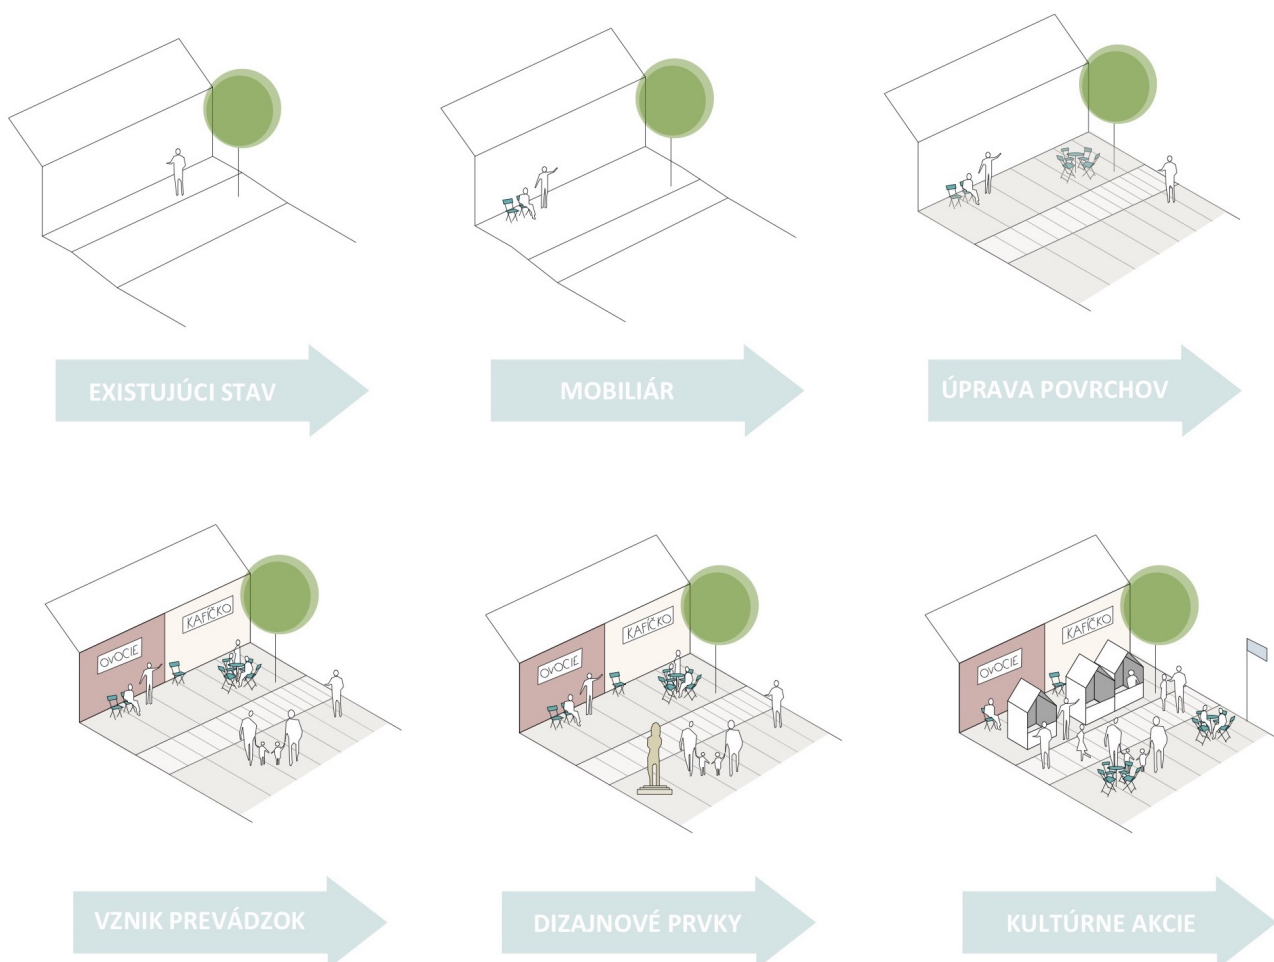 EXISTUJÚCI STAV
MOBILIÁR
ÚPRAVA POVRCHOV
OVOCIE
KAFÍČKO
OVOCIE
KAFÍČKO
OVOCIE
KAFÍČKO
VZNIK PREVÁDZOK
DIZAJNOVÉ PRVKY
KULTÚRNE AKCIE